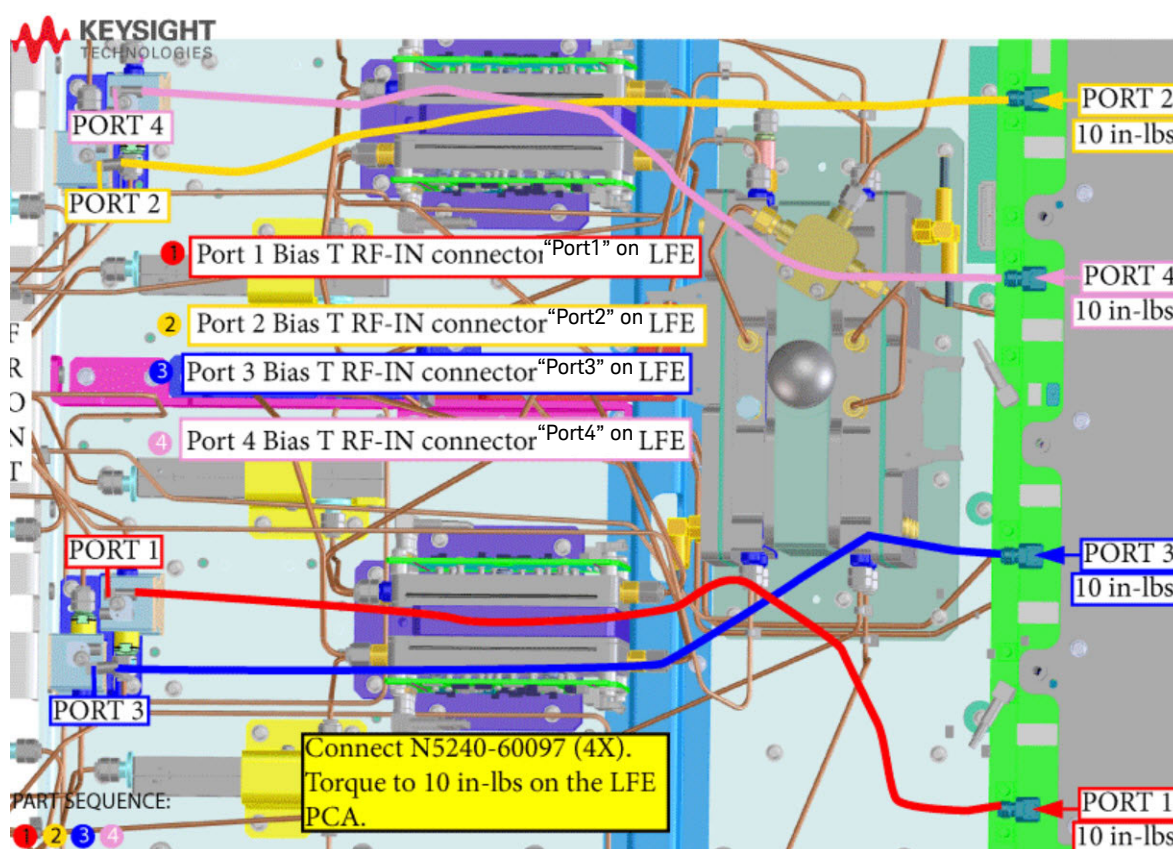 KEYSIGHT
TECHNOLOGIES
PORT 4
PORT 2
PORT 2
10 in-lbs
1 Port 1 Bias T RF-IN connector "Port1" on LFE
PORT 4
10 in-lbs
2 Port 2 Bias T RF-IN connector "Port2" on LFE
3 Port 3 Bias T RF-IN connector "Port3" on LFE
4 Port 4 Bias T RF-IN connector "Port4" on LFE
F
R
O
N
T
PORT 1
PORT 3
PORT 3
10 in-lbs
Connect N5240-60097 (4X).
Torque to 10 in-lbs on the LFE
PCA.
PORT 1
10 in-lbs
PART SEQUENCE:
1 2 3 4